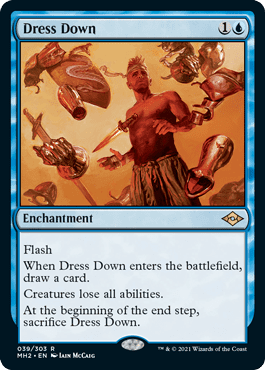 Dress Down 1
Enchantment
Flash
When Dress Down enters the battlefield,
draw a card.
Creatures lose all abilities.
At the beginning of the end step,
sacrifice Dress Down.
039/303 R
MH2 • EN Iain McCaig
™ & © 2021 Wizards of the Coast